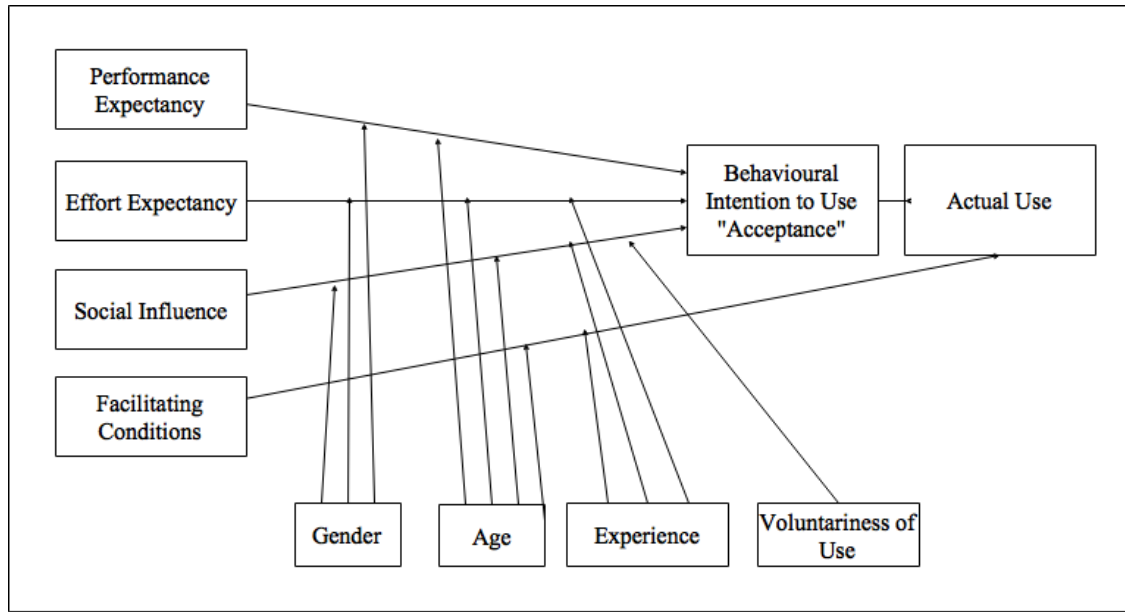 Performance
Expectancy
Effort Expectancy
Social Influence
Facilitating
Conditions
Behavioural
Intention to Use
"Acceptance"
Actual Use
Gender
Age
Experience
Voluntariness of
Use